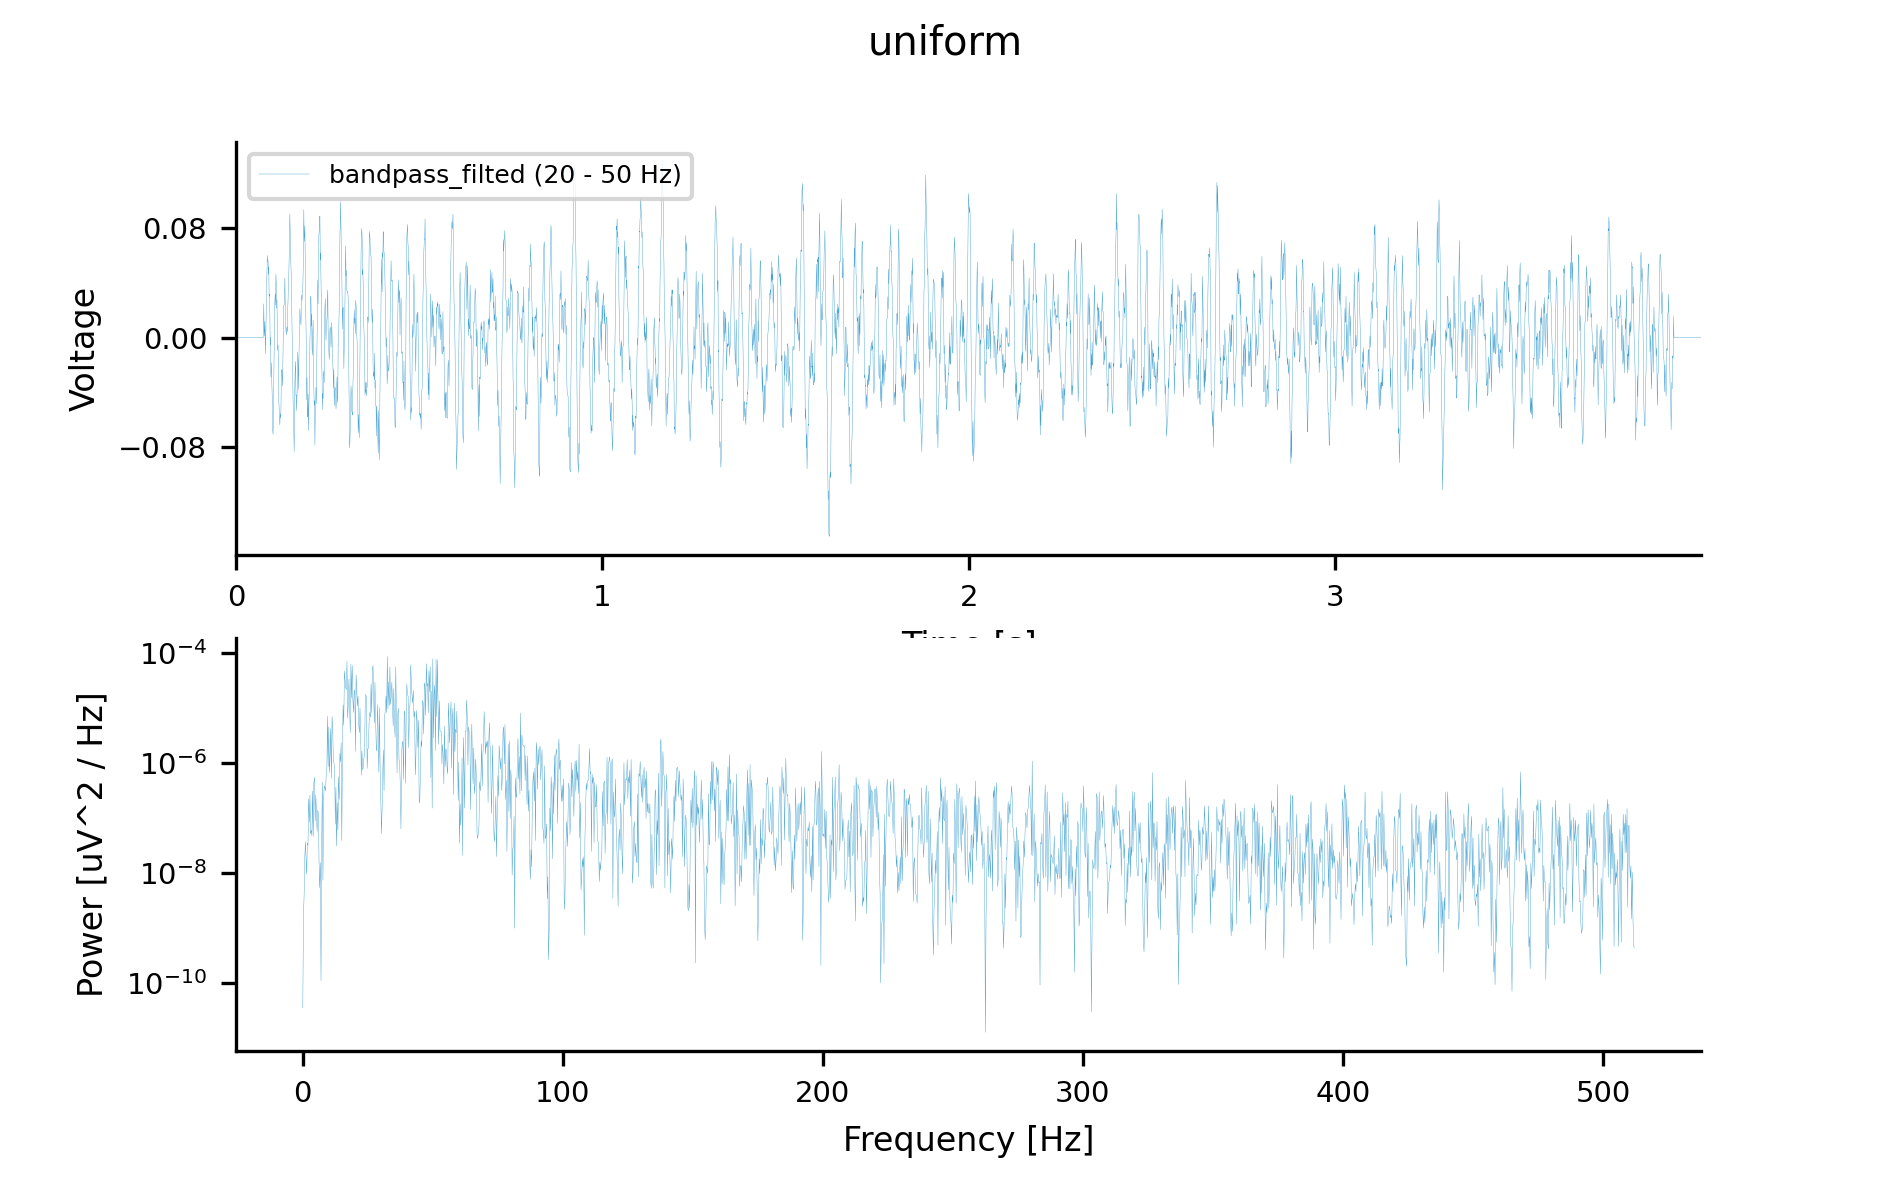 uniform
bandpass_filted (20 - 50 Hz)
Voltage
0.08
0.00
−0.08
0 1 2 3
Time [s]
Power [uV^2 / Hz]
10⁻⁴
10⁻⁶
10⁻⁸
10⁻¹⁰
0 100 200 300 400 500
Frequency [Hz]